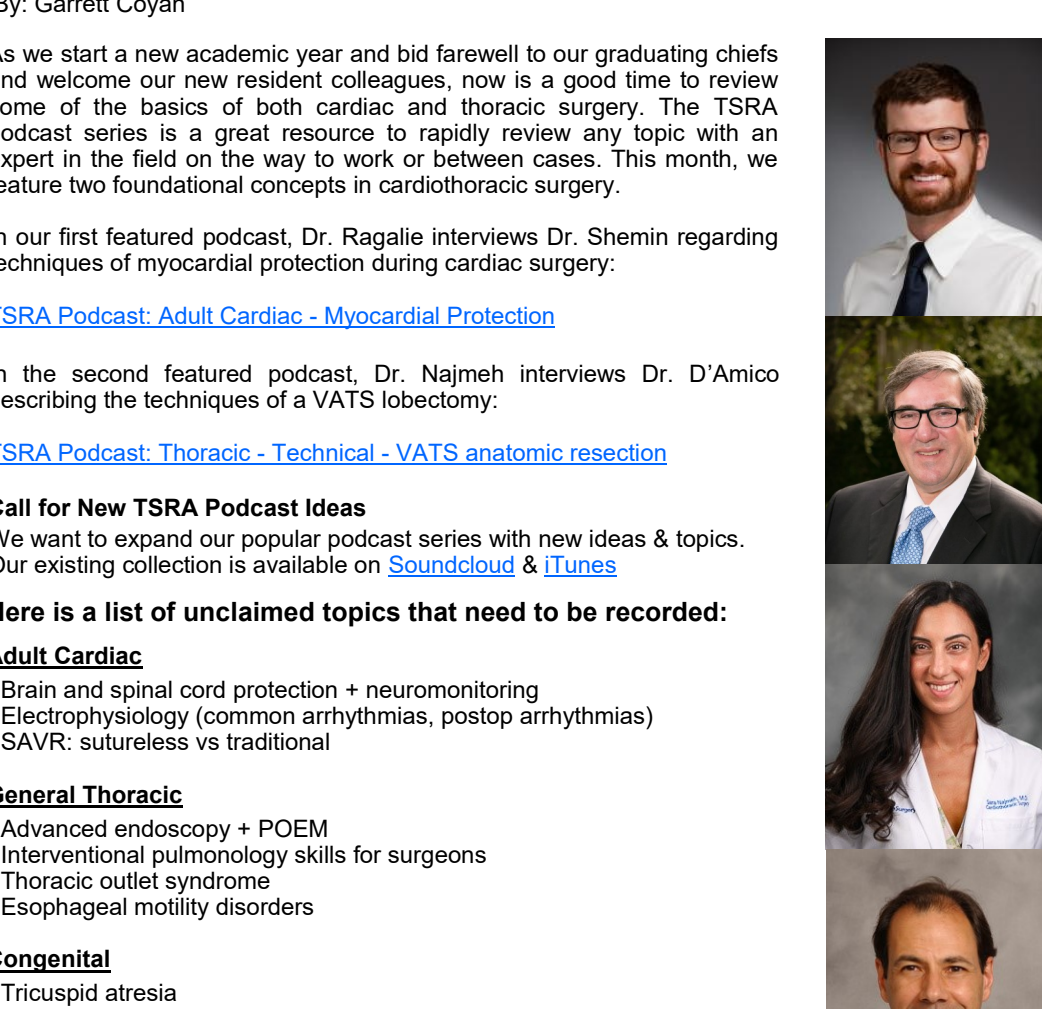 By: Garrett Coyan
As we start a new academic year and bid farewell to our graduating chiefs
and welcome our new resident colleagues, now is a good time to review
some of the basics of both cardiac and thoracic surgery. The TSRA
podcast series is a great resource to rapidly review any topic with an
expert in the field on the way to work or between cases. This month, we
feature two foundational concepts in cardiothoracic surgery.
In our first featured podcast, Dr. Ragalie interviews Dr. Shemin regarding
techniques of myocardial protection during cardiac surgery:
TSRA Podcast: Adult Cardiac - Myocardial Protection
In the second featured podcast, Dr. Najmeh interviews Dr. D’Amico
describing the techniques of a VATS lobectomy:
TSRA Podcast: Thoracic - Technical - VATS anatomic resection
Call for New TSRA Podcast Ideas
We want to expand our popular podcast series with new ideas & topics.
Our existing collection is available on Soundcloud & iTunes
Here is a list of unclaimed topics that need to be recorded:
Adult Cardiac
Brain and spinal cord protection + neuromonitoring
Electrophysiology (common arrhythmias, postop arrhythmias)
SAVR: sutureless vs traditional
General Thoracic
Advanced endoscopy + POEM
Interventional pulmonology skills for surgeons
Thoracic outlet syndrome
Esophageal motility disorders
Congenital
Tricuspid atresia
Sara Najmeh, MD
Cardiothoracic Surgery
Surgery